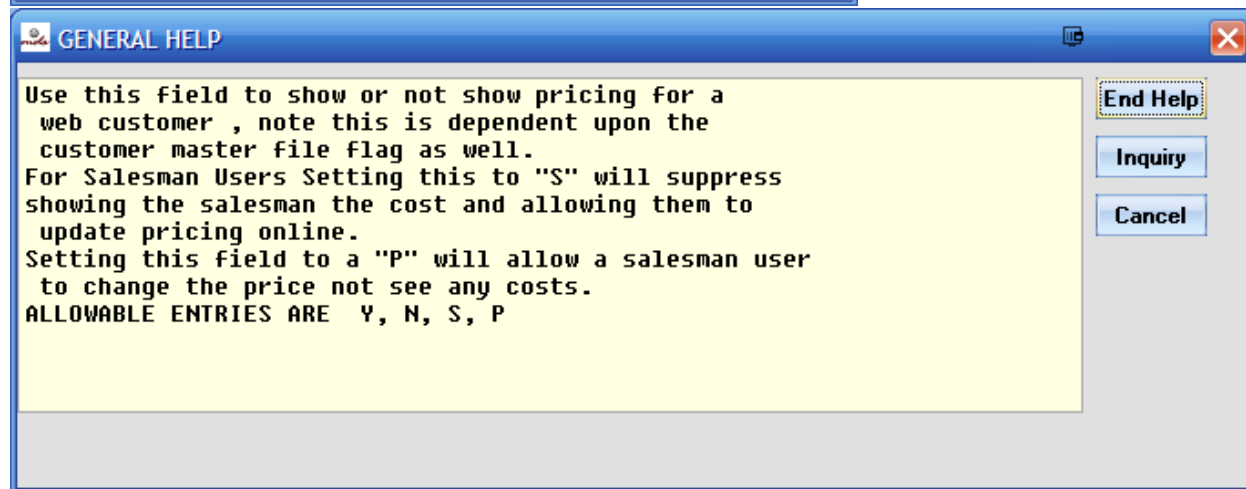 GENERAL HELP
Use this field to show or not show pricing for a
web customer , note this is dependent upon the
customer master file flag as well.
For Salesman Users Setting this to "S" will suppress
showing the salesman the cost and allowing them to
update pricing online.
Setting this field to a "P" will allow a salesman user
to change the price not see any costs.
ALLOWABLE ENTRIES ARE  Y, N, S, P
End Help
Inquiry
Cancel